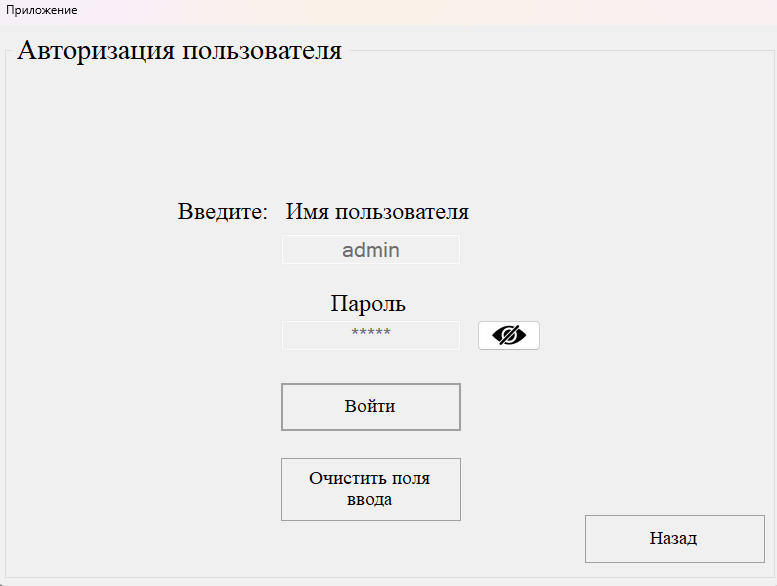 Приложение
Авторизация пользователя
Введите: Имя пользователя
admin
Пароль
*****
Войти
Очистить поля
ввода
Назад